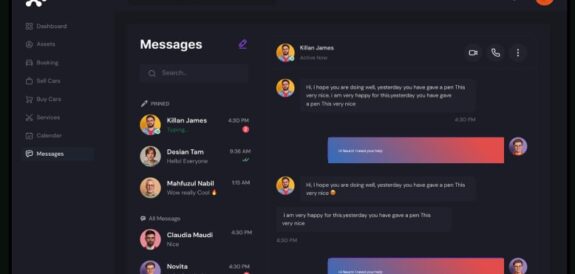 Dashboard
Assets
Booking
Sell Cars
Buy Cars
Services
Calendar
Messages
Messages
Search..
PINNED
Killan James
4:30 PM
Typing..
2
Desian Tam
9:36 AM
Hello! Everyone
Mahfuzul Nabil
1:15 AM
Wow really Cool 🔥
All Message
Claudia Maudi
4:30 PM
Nice
Novita
4:30 PM
Killan James
Active Now
Hi, i hope you are doing well, yesterday you have gave a pen This
very nice. i am very happy for this.yesterday you have gave
a pen This very nice
4:30 PM
need your help
Hi, i hope you are doing well, yesterday you have gave a pen This
very nice
i am very happy for this.yesterday you have gave a pen This
very nice
4:30 PM